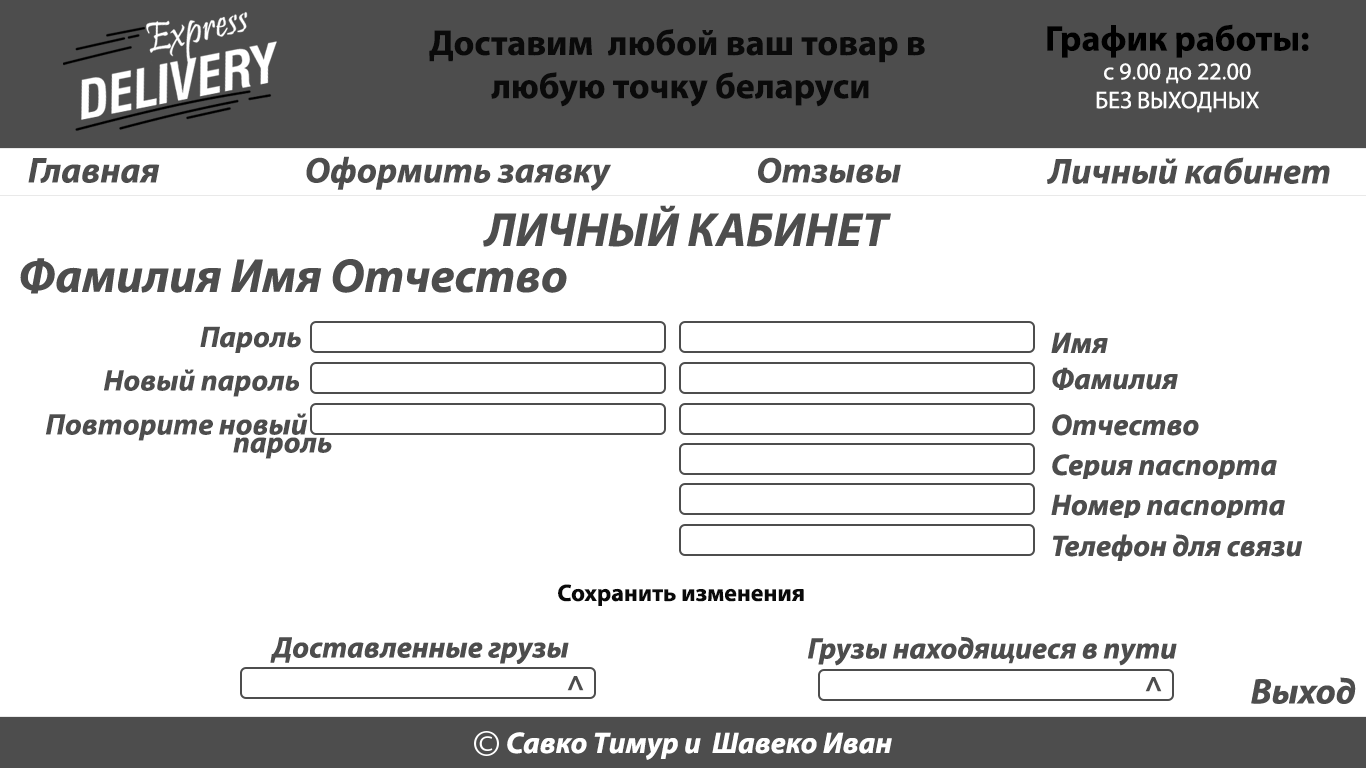 Express
DELIVERY
Доставим любой ваш товар в
любую точку беларуси
График работы:
с 9.00 до 22.00
БЕЗ ВЫХОДНЫХ
Главная Оформить заявку Отзывы Личный кабинет
ЛИЧНЫЙ КАБИНЕТ
Фамилия Имя Отчество
Пароль
Новый пароль
Повторите новый
пароль
Имя
Фамилия
Отчество
Серия паспорта
Номер паспорта
Телефон для связи
Сохранить изменения
Доставленные грузы
^
Грузы находящиеся в пути
^
Выход
© Савко Тимур и Шавеко Иван